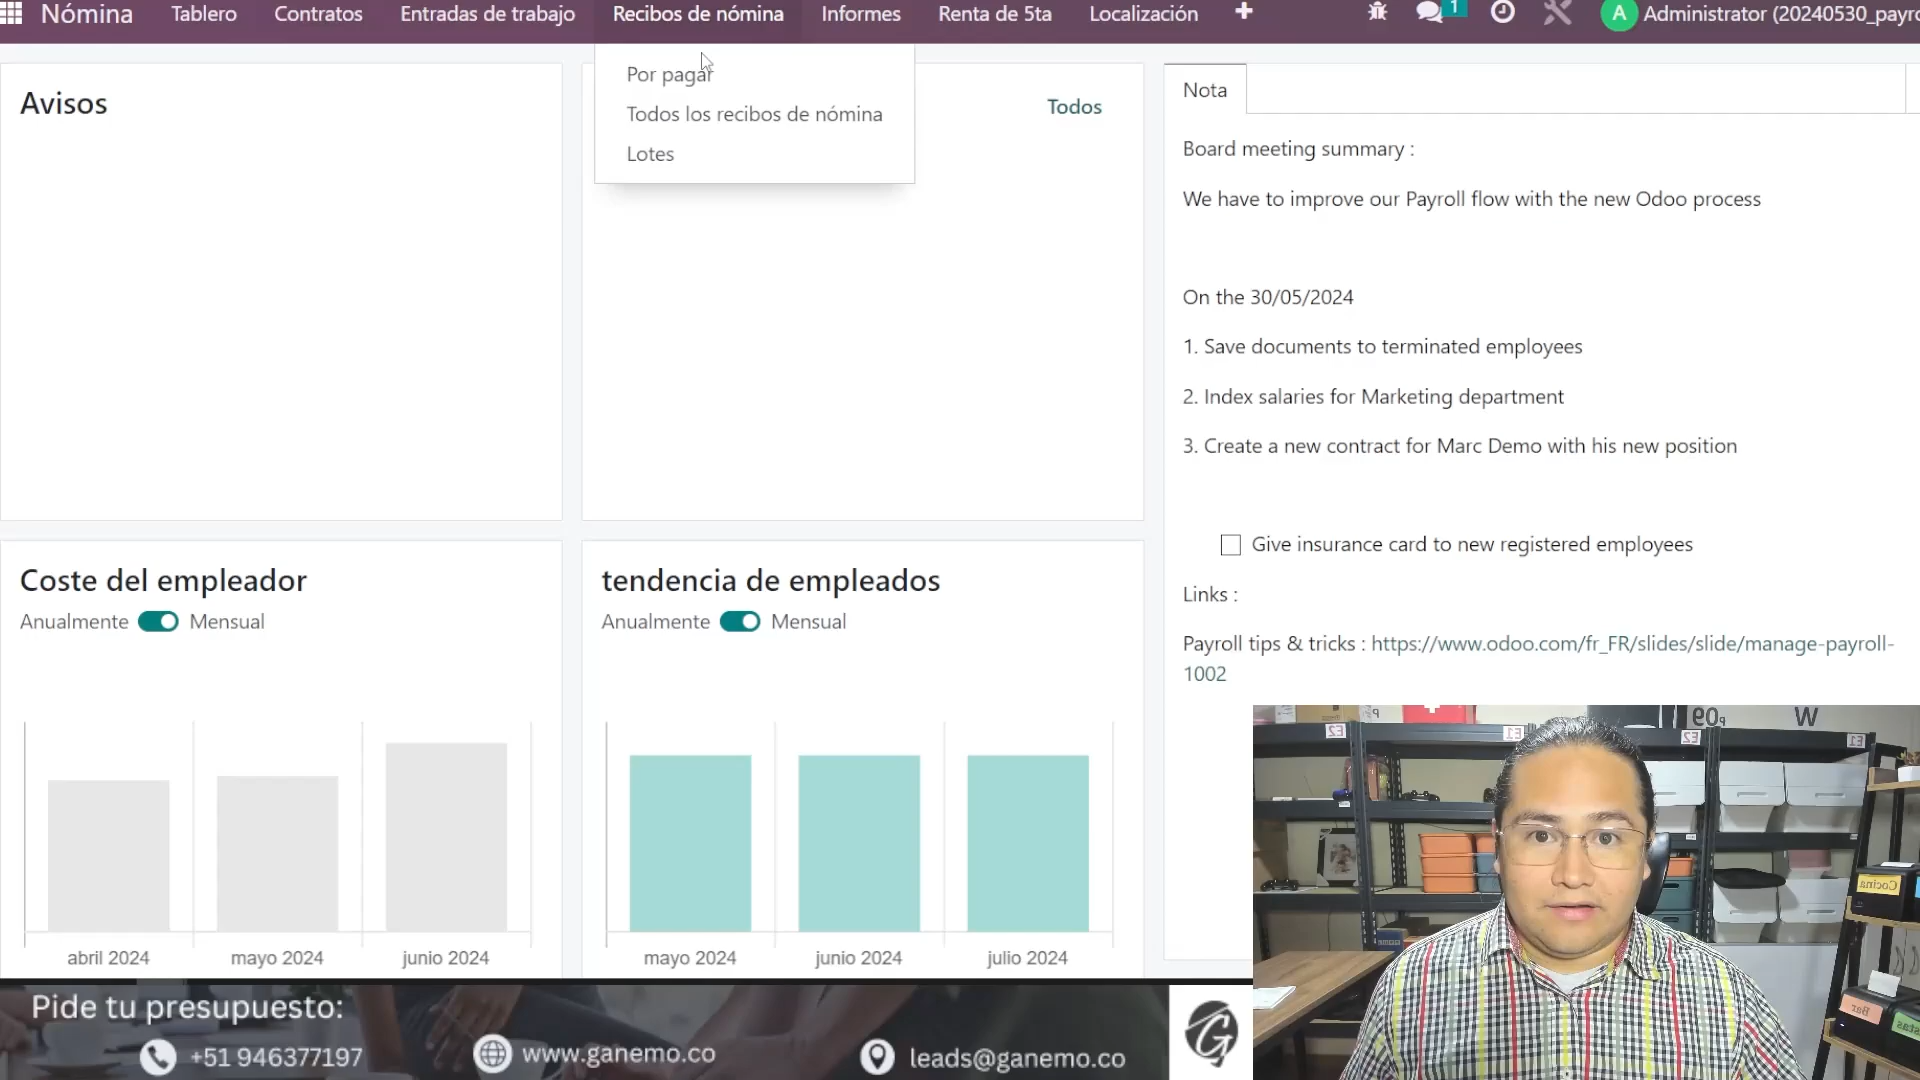 Nómina Tablero Contratos Entradas de trabajo Recibos de nómina Informes Renta de 5ta Localización + 1 A Administrator (20240530_payro
Por pagar
Todos los recibos de nómina
Lotes
Avisos
Todos
Nota
Board meeting summary :
We have to improve our Payroll flow with the new Odoo process
On the 30/05/2024
1. Save documents to terminated employees
2. Index salaries for Marketing department
3. Create a new contract for Marc Demo with his new position
Give insurance card to new registered employees
Links :
Payroll tips & tricks : https://www.odoo.com/fr_FR/slides/slide/manage-payroll-
1002
Coste del empleador
Anualmente Mensual
abril 2024 mayo 2024 junio 2024
tendencia de empleados
Anualmente Mensual
mayo 2024 junio 2024 julio 2024
Pide tu presupuesto:
+51 946377197 www.ganemo.co leads@ganemo.co
G
E2 E1 E2 E1
Cocina
Bar